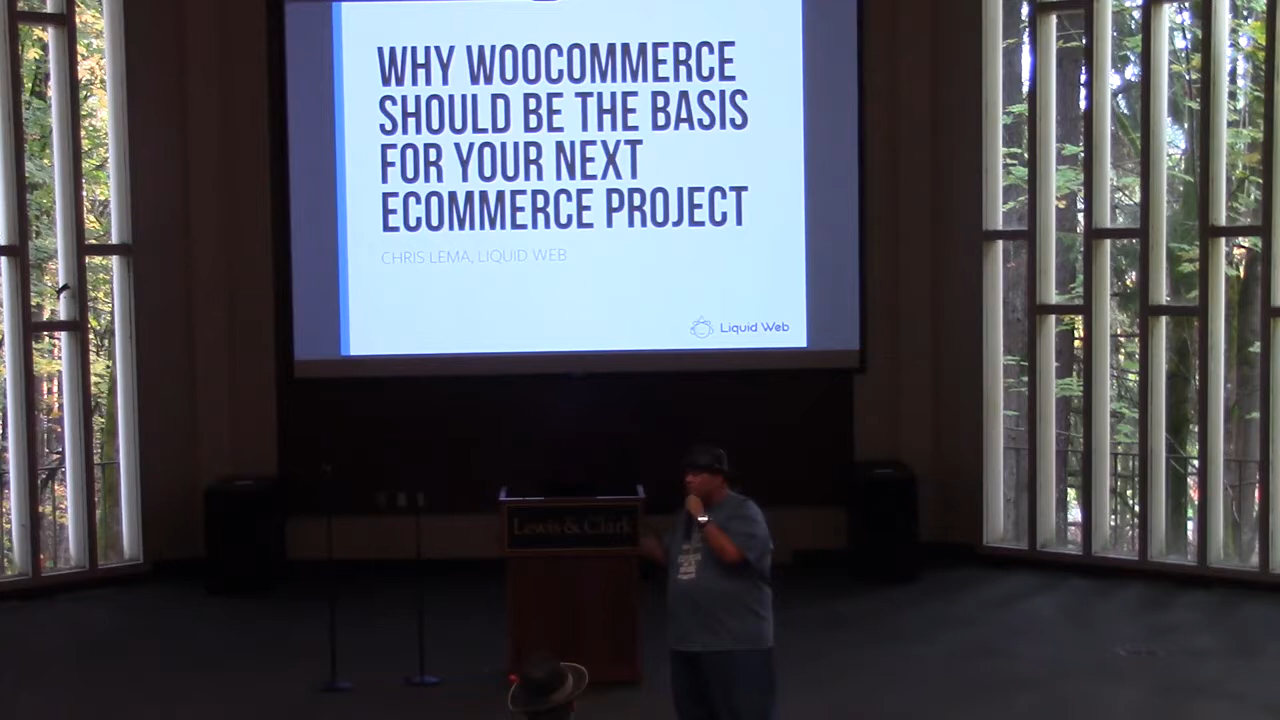 WHY WOOCOMMERCE
SHOULD BE THE BASIS
FOR YOUR NEXT
ECOMMERCE PROJECT
CHRIS LEMA, LIQUID WEB
Liquid Web
Lewis & Clark